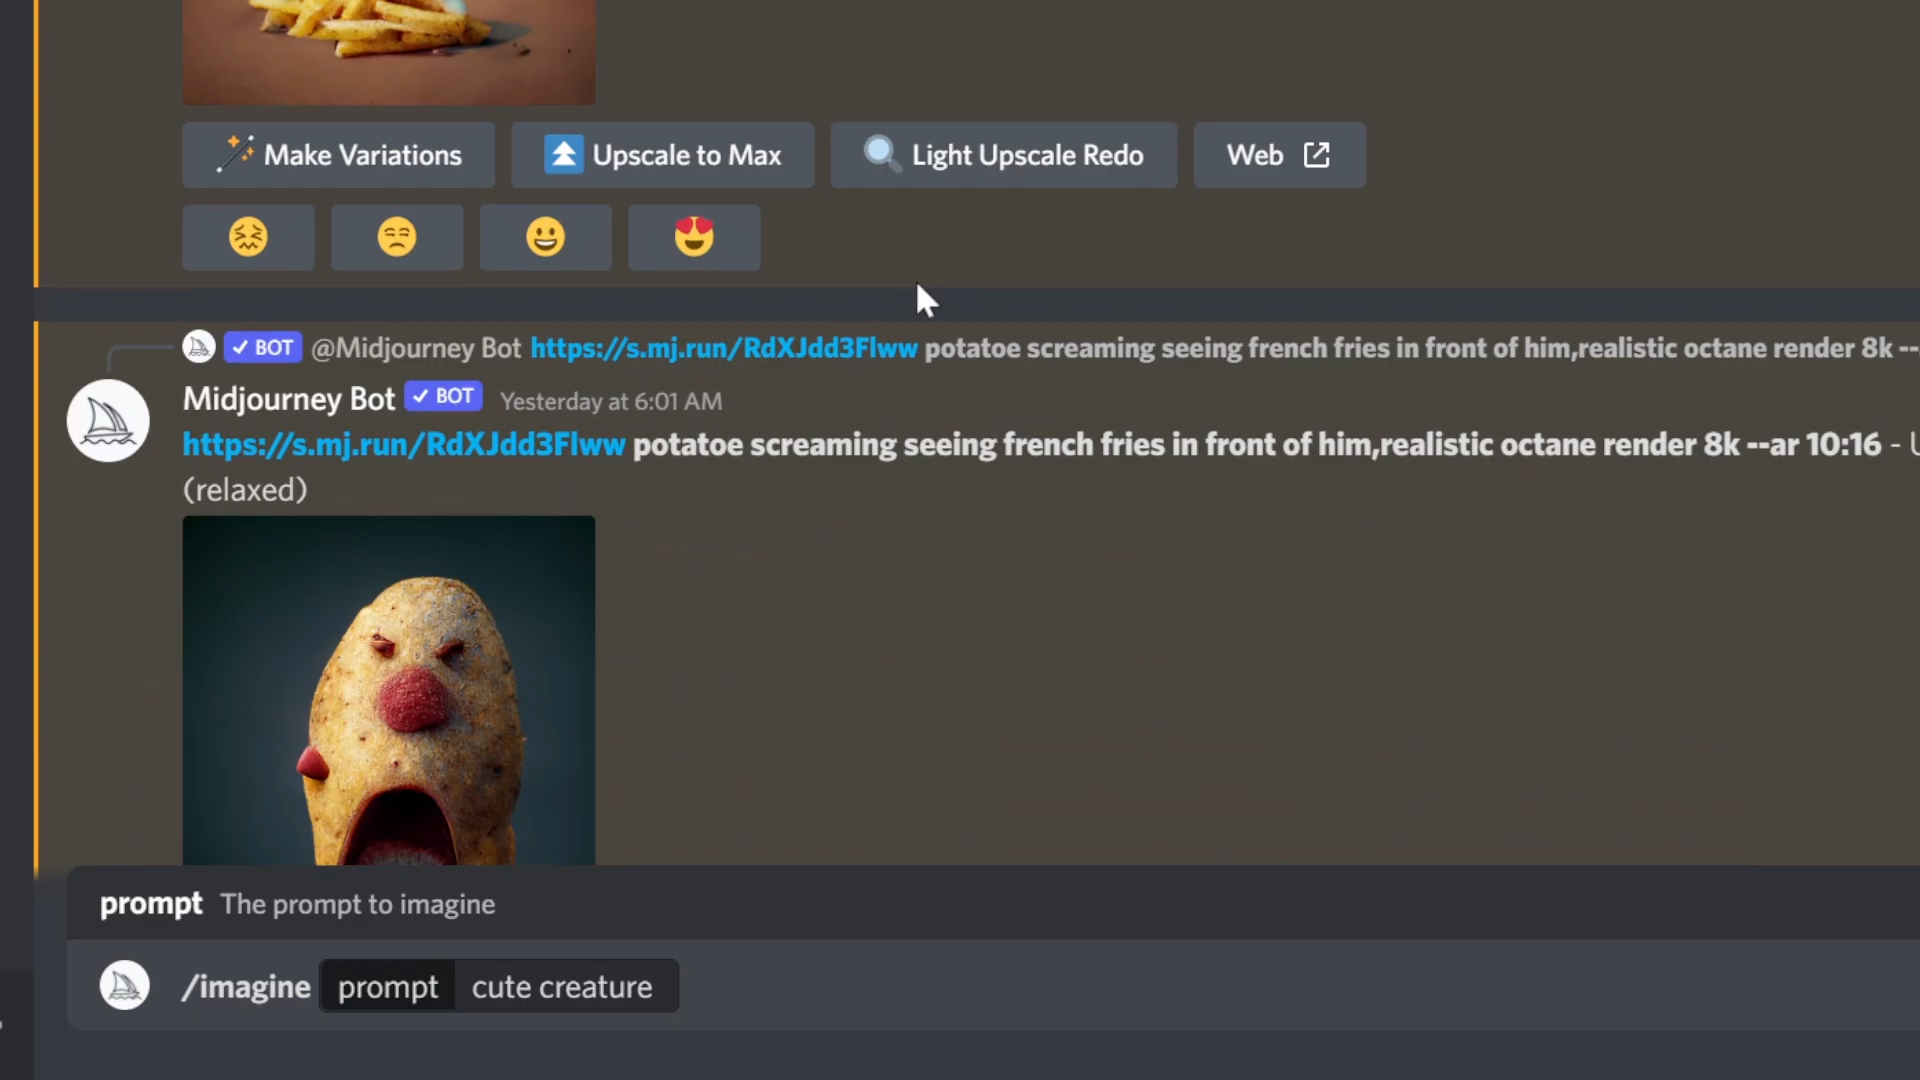 Make Variations Upscale to Max Light Upscale Redo Web
BOT @Midjourney Bot https://s.mj.run/RdXJdd3Flww potatoe screaming seeing french fries in front of him,realistic octane render 8k --
Midjourney Bot BOT Yesterday at 6:01 AM
https://s.mj.run/RdXJdd3Flww potatoe screaming seeing french fries in front of him,realistic octane render 8k --ar 10:16 -
(relaxed)
prompt The prompt to imagine
/imagine prompt cute creature